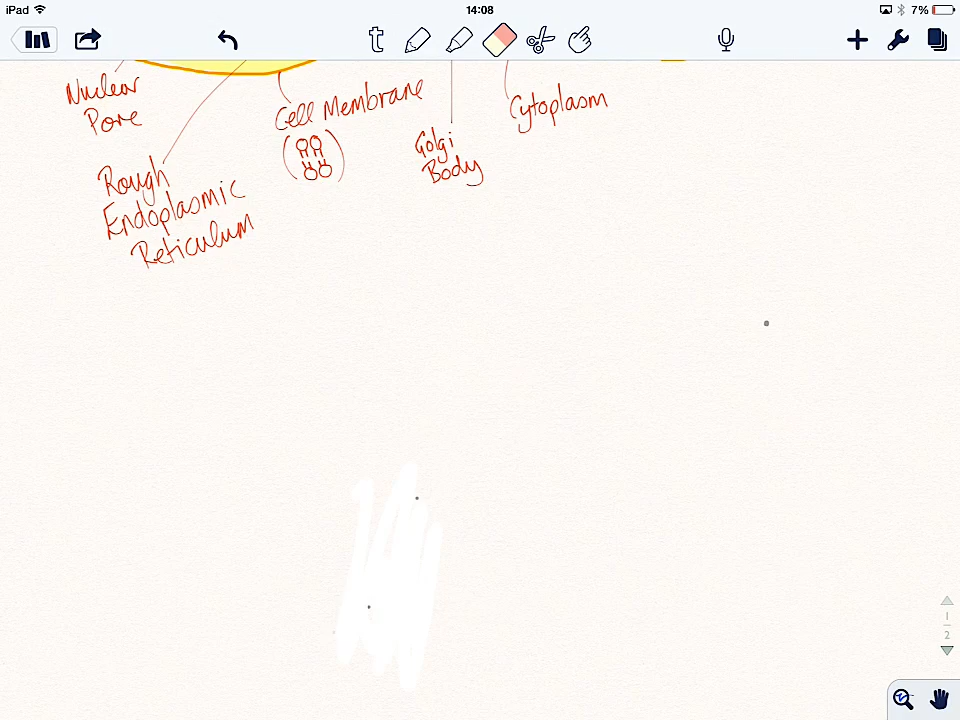 iPad
14:08
7%
t
Nuclear
Pore
Cell Membrane
Cytoplasm
Golgi
Body
Rough
Endoplasmic
Reticulum
1
2